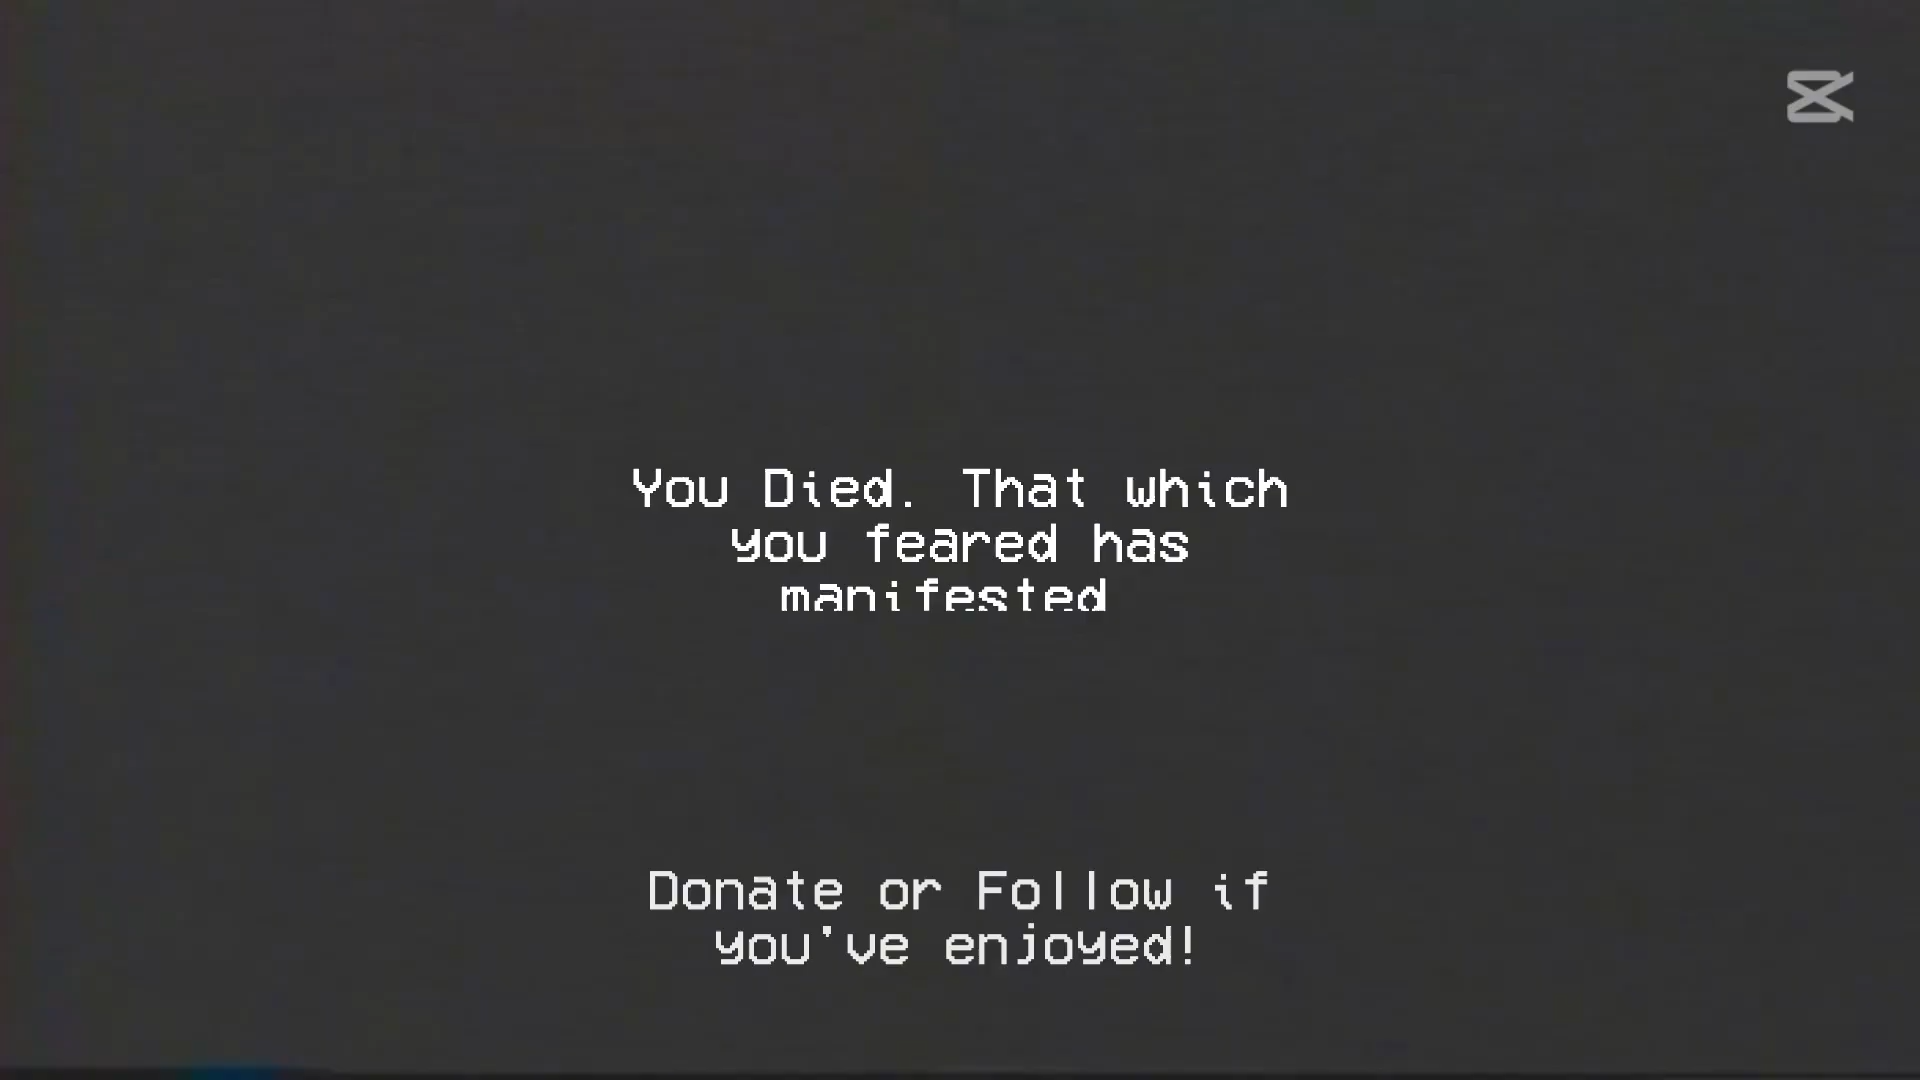 You Died. That which
you feared has
manifested
Donate or Follow if
you've enjoyed!